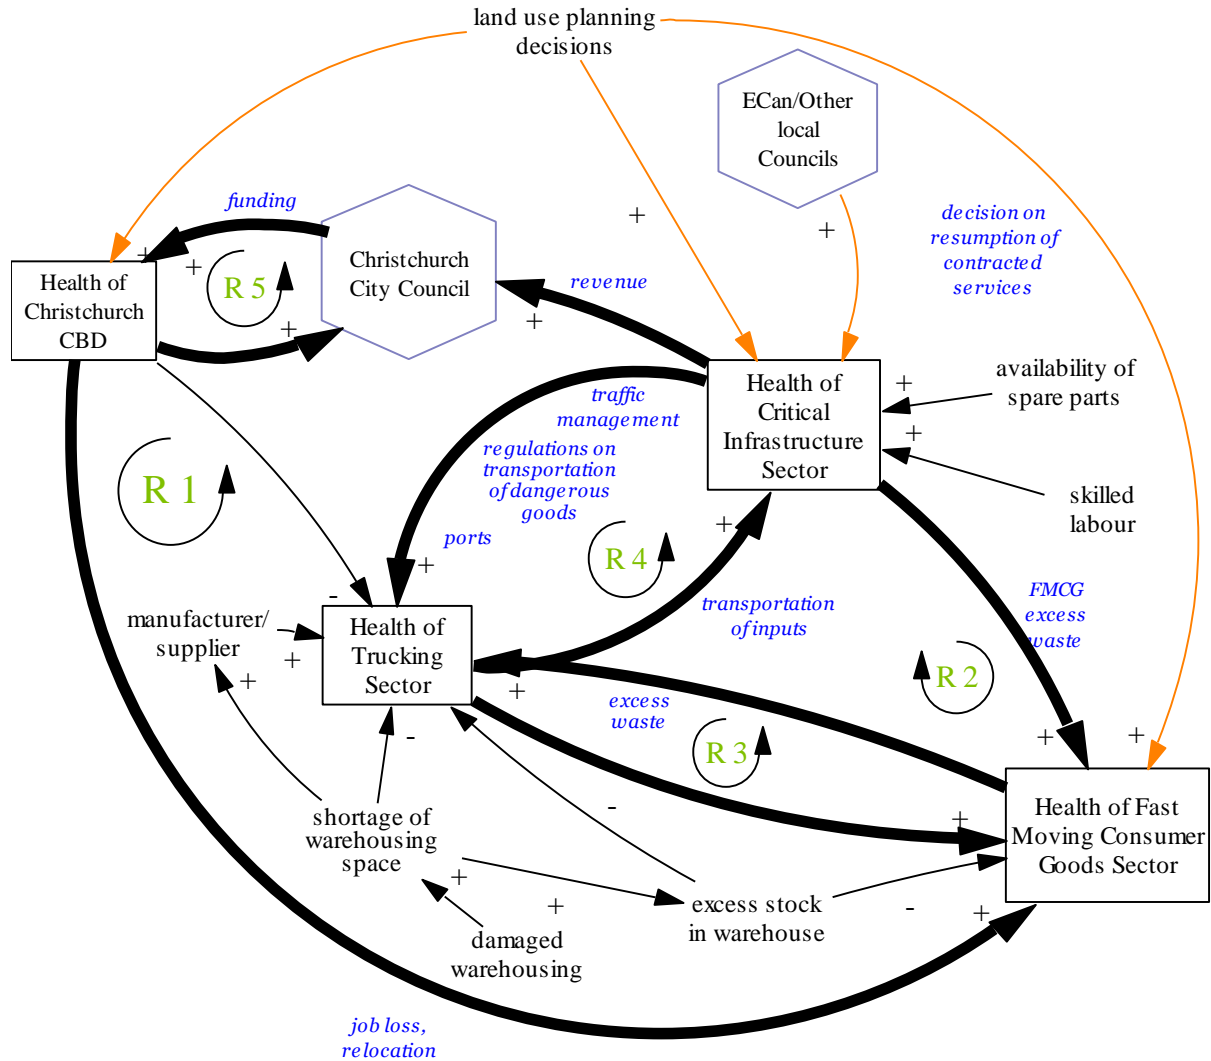 land use planning
decisions
ECan/Other
local
Councils
funding
+
decision on
resumption of
contracted
services
+
+
+
R 5
Christchurch
City Council
revenue
Health of
Christchurch
CBD
+
+
Health of
Critical
Infrastructure
Sector
+
availability of
spare parts
traffic
management
+
regulations on
transportation
of dangerous
goods
skilled
labour
R 1
ports
+
R 4
+
-
transportation
of inputs
FMCG
excess
waste
manufacturer/
supplier
+
Health of
Trucking
Sector
+
R 2
+
excess
waste
-
R 3
+
+
-
+
Health of Fast
Moving Consumer
Goods Sector
shortage of
warehousing
space
+
+
excess stock
in warehouse
-
+
damaged
warehousing
job loss,
relocation